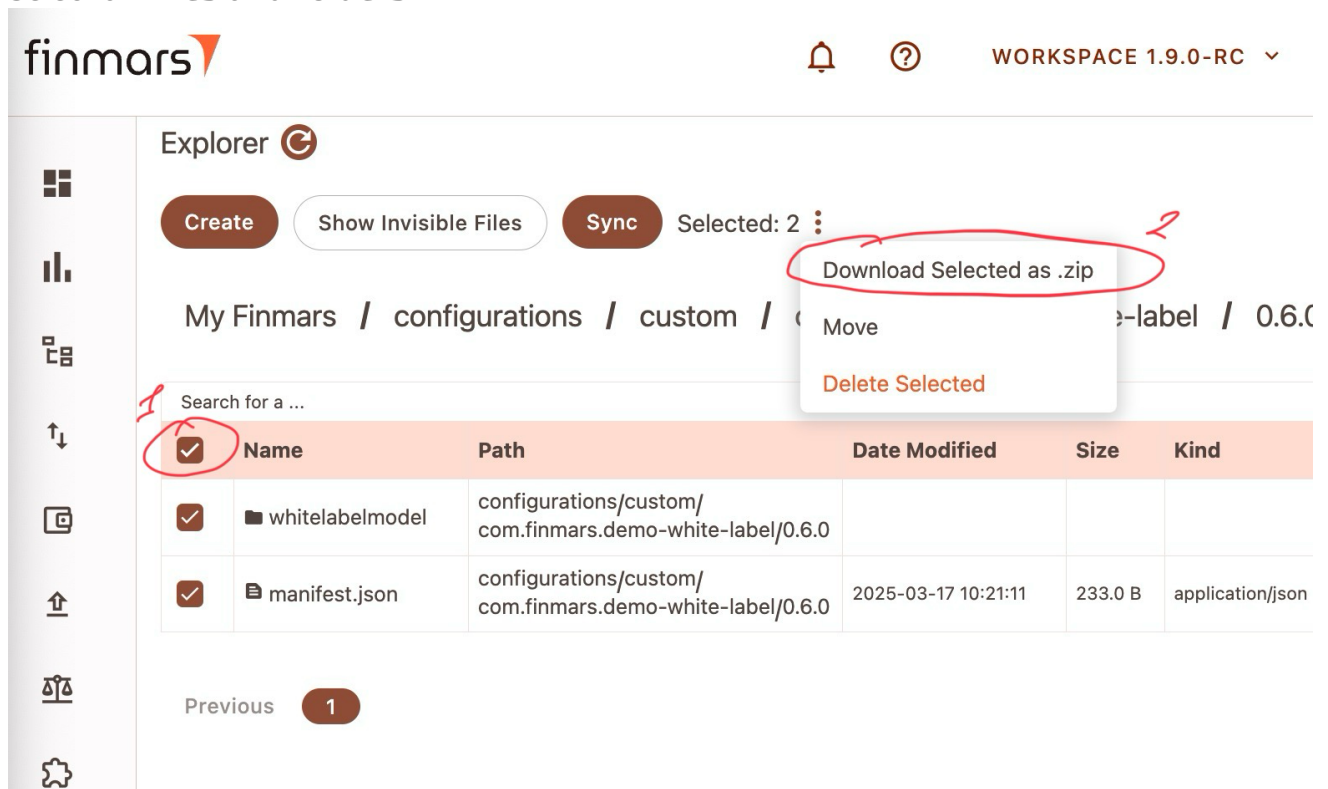 finmars
WORKSPACE 1.9.0-RC
Explorer
Create Show Invisible Files Sync Selected: 2
2
Download Selected as .zip
My Finmars / configurations / custom / e-label /
Move
Delete Selected
1
Search for a ...
Name Path Date Modified Size Kind
whitelabelmodel configurations/custom/
com.finmars.demo-white-label/0.6.0
manifest.json configurations/custom/ 2025-03-17 10:21:11 233.0 B application/json
com.finmars.demo-white-label/0.6.0
Previous 1